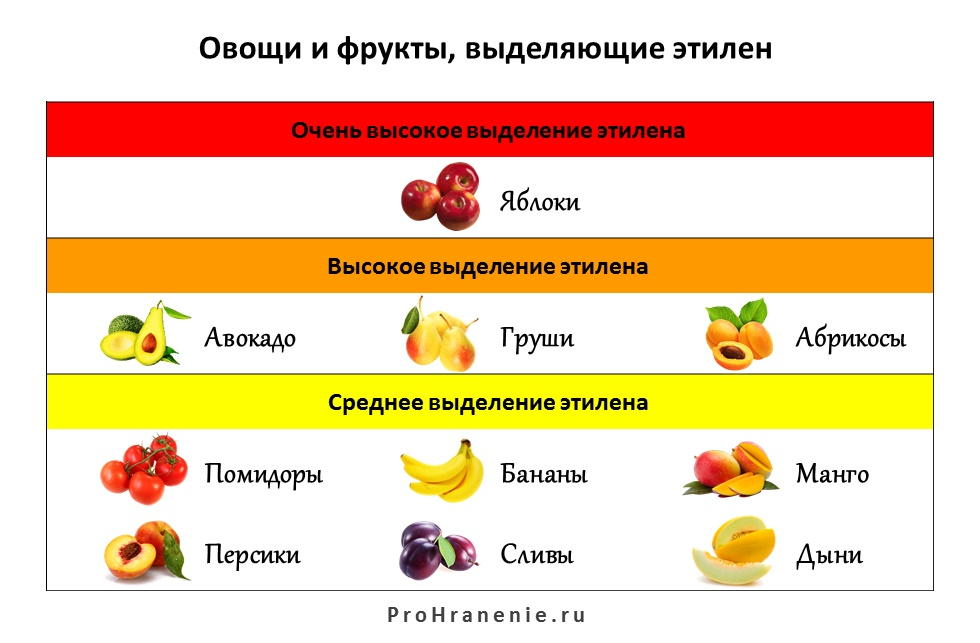 Овощи и фрукты, выделяющие этилен
Очень высокое выделение этилена
Яблоки
Высокое выделение этилена
Авокадо Груши Абрикосы
Среднее выделение этилена
Помидоры Бананы Манго
Персики Сливы Дыни
ProHranenie.ru